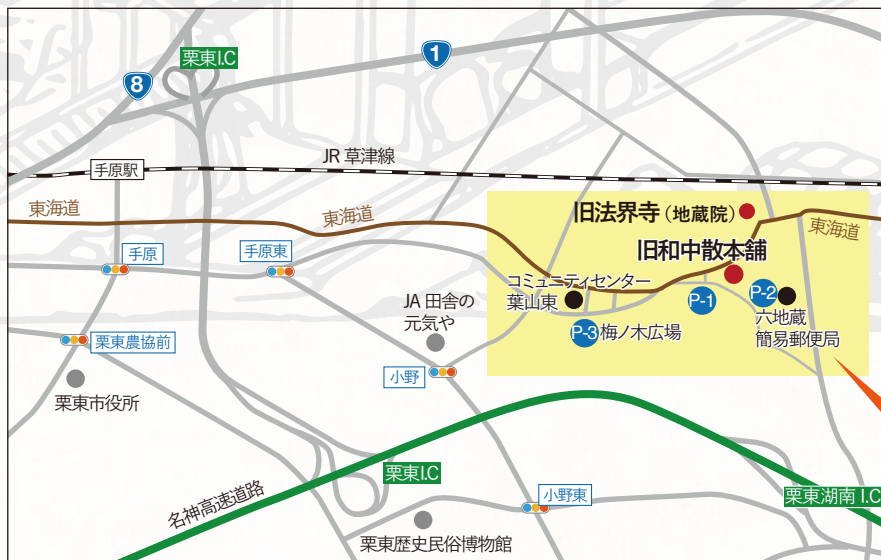 栗東I.C
1
8
JR 草津線
手原駅
東海道
東海道
旧法界寺（地蔵院）
東海道
手原
手原東
旧和中散本舗
コミュニティセンター
葉山東
P-1
P-2
六地蔵
簡易郵便局
JA 田舎の
元気や
P-3 梅ノ木広場
栗東農協前
小野
栗東市役所
栗東I.C
名神高速道路
小野東
栗東湖南 I.C
栗東歴史民俗博物館